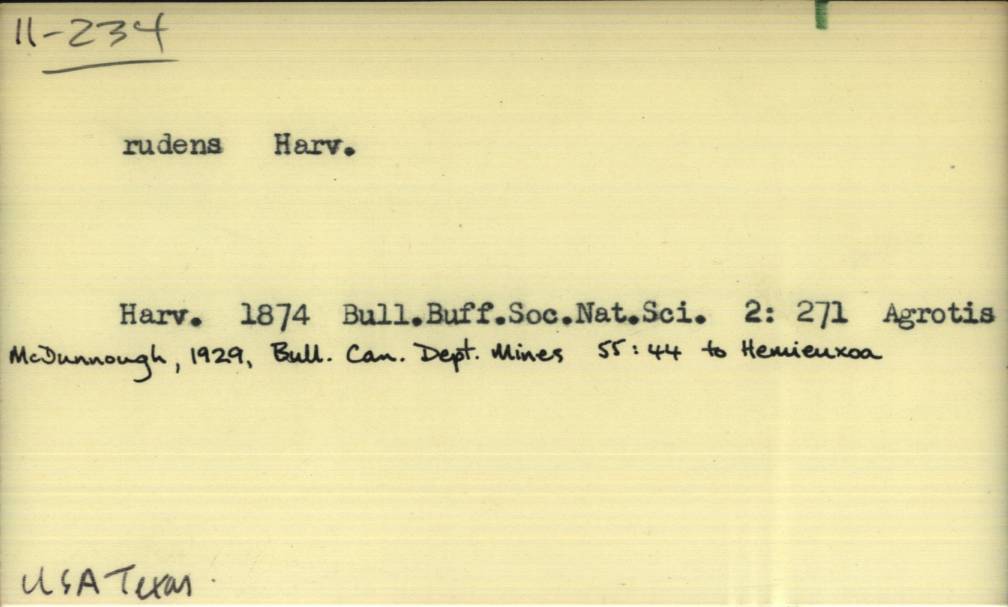 11-234
rudens Harv.
Harv. 1874 Bull.Buff.Soc.Nat.Sci. 2: 271 Agrotis
McDunnough, 1929, Bull. Can. Dept. Mines 55:44 to Hemieuxoa
USA Texas.